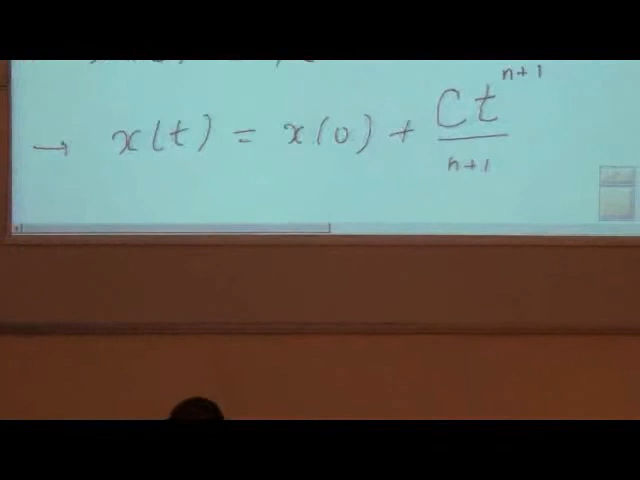 → x(t) = x(0) + Ct^{n+1}/n+1